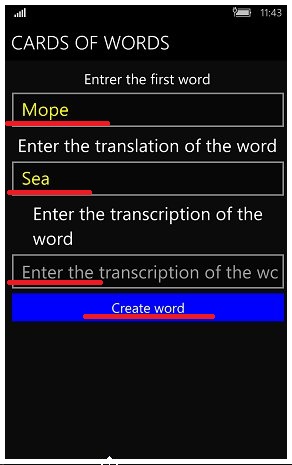 11:43
CARDS OF WORDS
Entrer the first word
Море
Enter the translation of the word
Sea
Enter the transcription of the
word
Enter the transcription of the wc
Create word